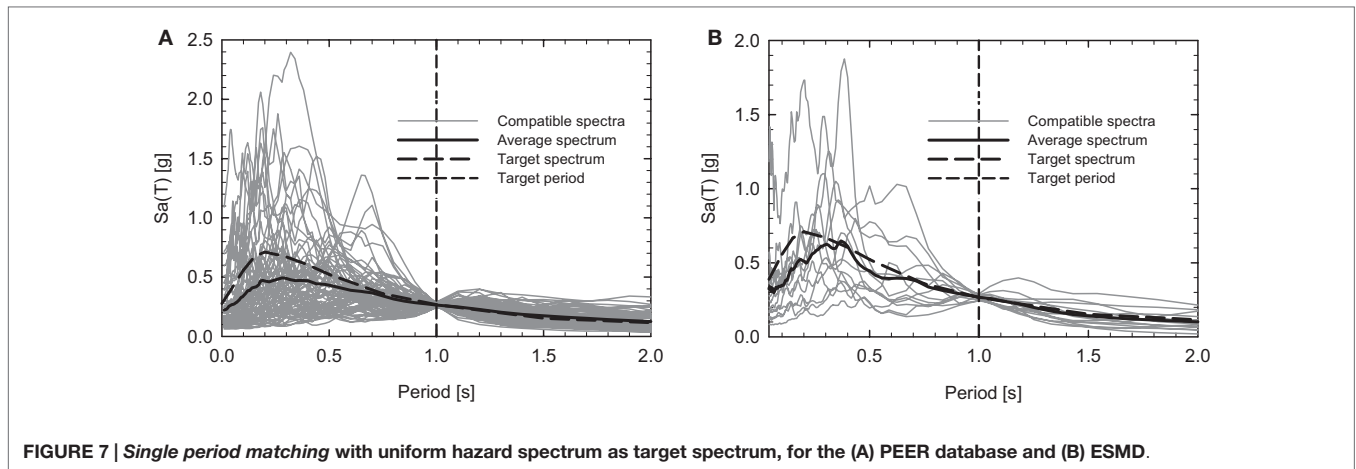 A
2.5
2.0
1.5
1.0
0.5
0.0
Sa(T) [g]
Compatible spectra
Average spectrum
Target spectrum
Target period
0.0 0.5 1.0 1.5 2.0
Period [s]
B
2.0
1.5
1.0
0.5
0.0
Sa(T) [g]
Compatible spectra
Average spectrum
Target spectrum
Target period
0.5 1.0 1.5 2.0
Period [s]
FIGURE 7 | Single period matching with uniform hazard spectrum as target spectrum, for the (A) PEER database and (B) ESMD.